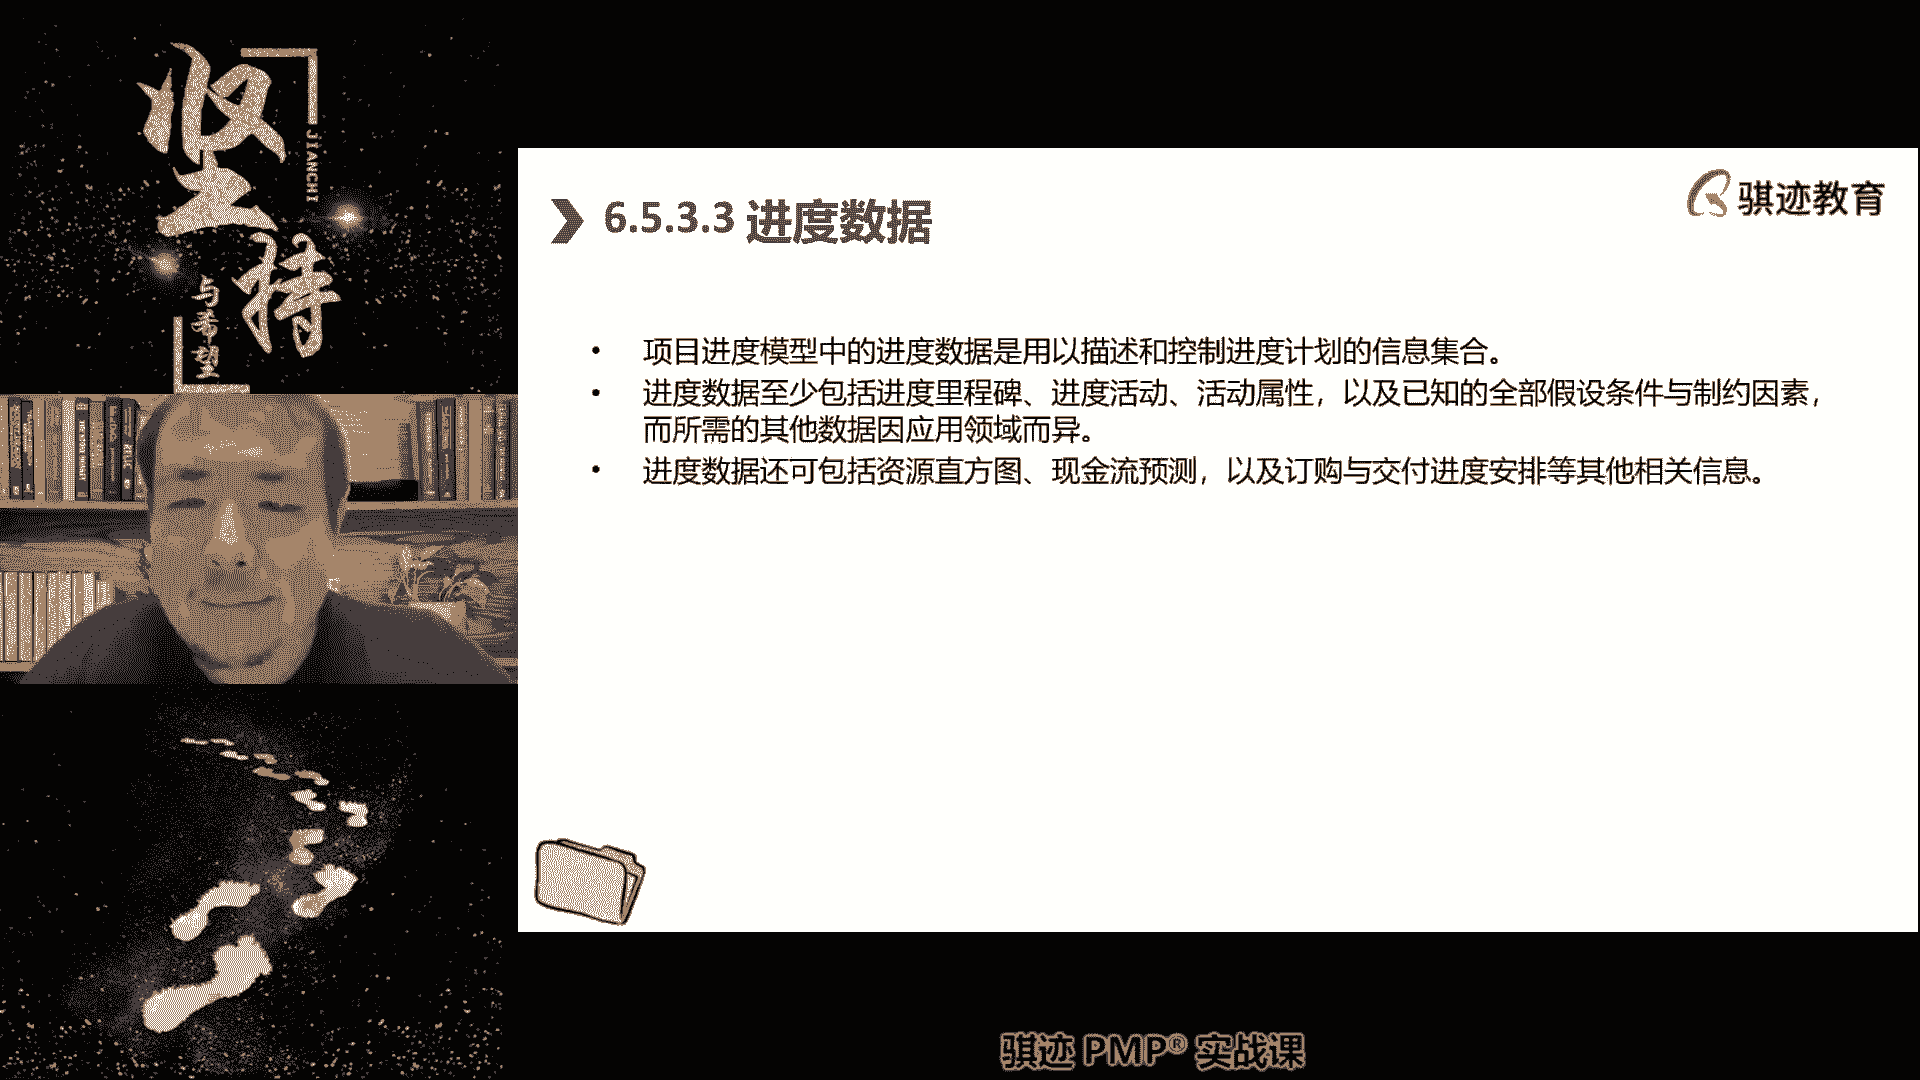 坚
JIANCHI
持
与希望
6.5.3.3 进度数据
骐迹教育
• 项目进度模型中的进度数据是用以描述和控制进度计划的信息集合。
• 进度数据至少包括进度里程碑、进度活动、活动属性，以及已知的全部假设条件与制约因素，
而所需的其他数据因应用领域而异。
• 进度数据还可包括资源直方图、现金流预测，以及订购与交付进度安排等其他相关信息。
骐迹 PMP® 实战课